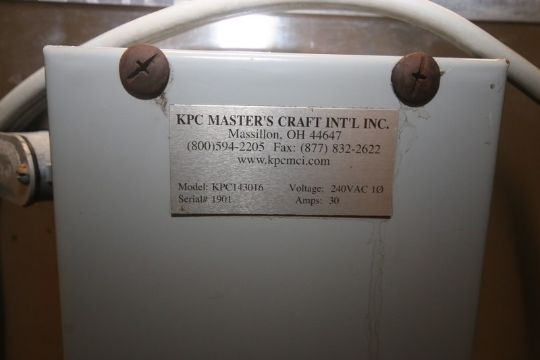 KPC MASTER'S CRAFT INT'L INC.
Massillon, OH 44647
(800)594-2205 Fax: (877) 832-2622
www.kpcmci.com
Model: KPC143016 Voltage: 240VAC 1Ø
Serial# 1901 Amps: 30